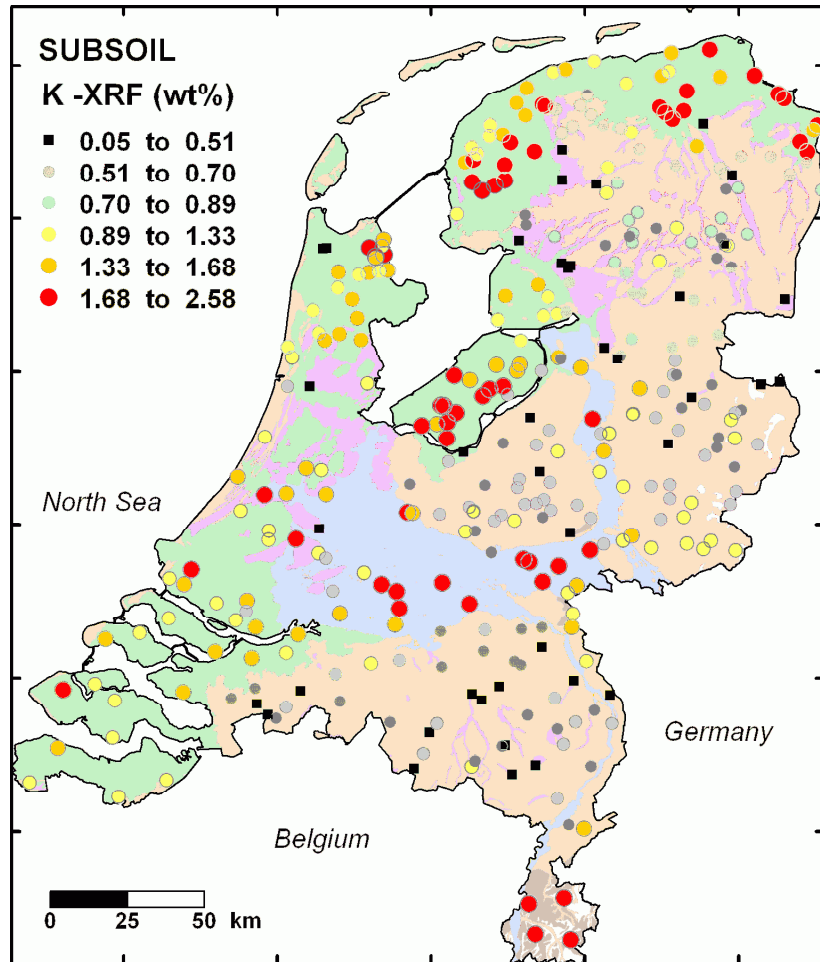 SUBSOIL
K -XRF (wt%)
0.05 to 0.51
0.51 to 0.70
0.70 to 0.89
0.89 to 1.33
1.33 to 1.68
1.68 to 2.58
North Sea
Germany
Belgium
0 25 50 km